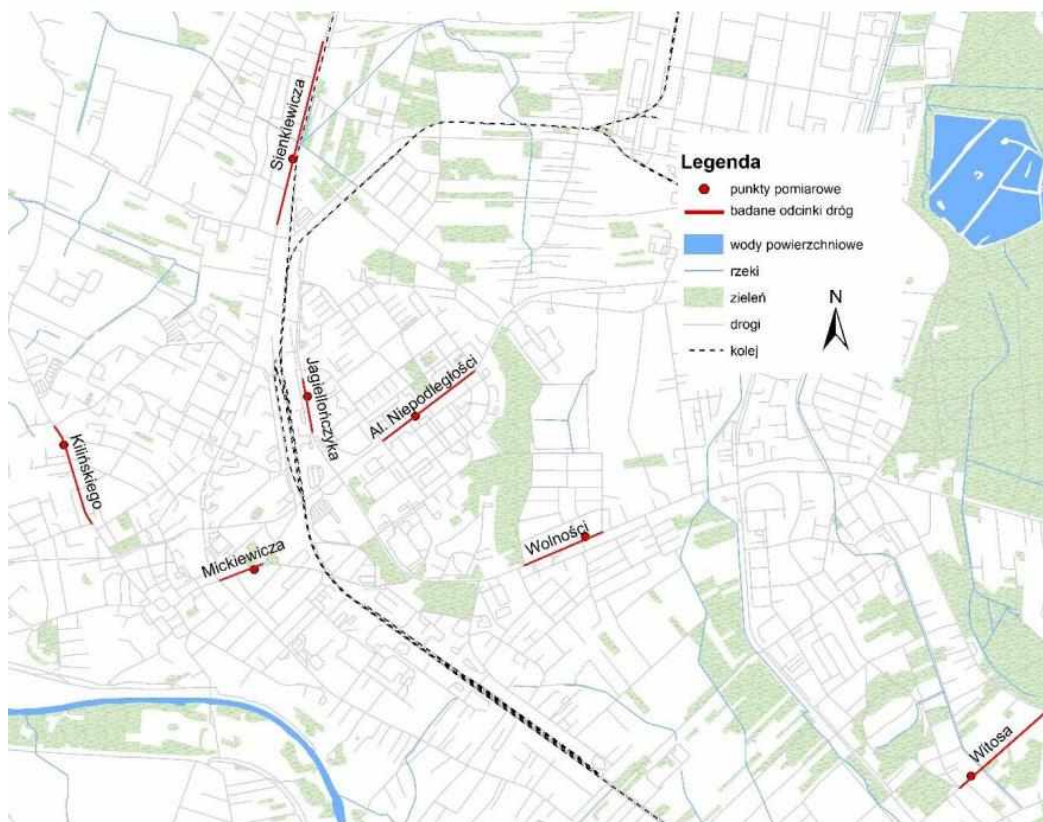 Sienkiewicza
Legenda
punkty pomiarowe
badane odcinki dróg
wody powierzchniowe
rzeki
zieleń
drogi
kolej
N
Jagiellończyka
Al. Niepodległości
Kilińskiego
Wolności
Mickiewicza
Witosa